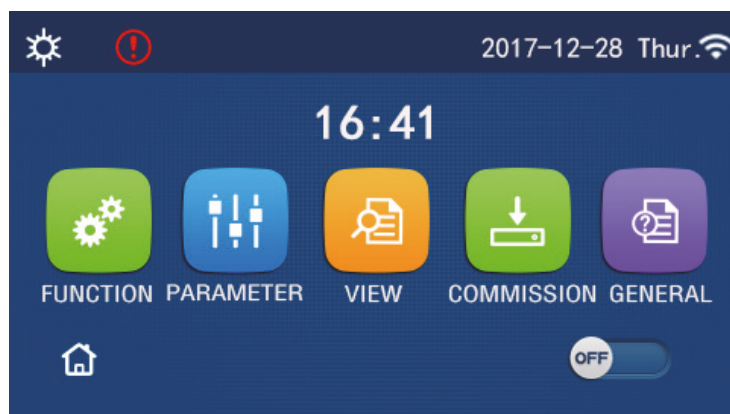 2017-12-28 Thur.
16:41
FUNCTION PARAMETER VIEW COMMISSION GENERAL
OFF